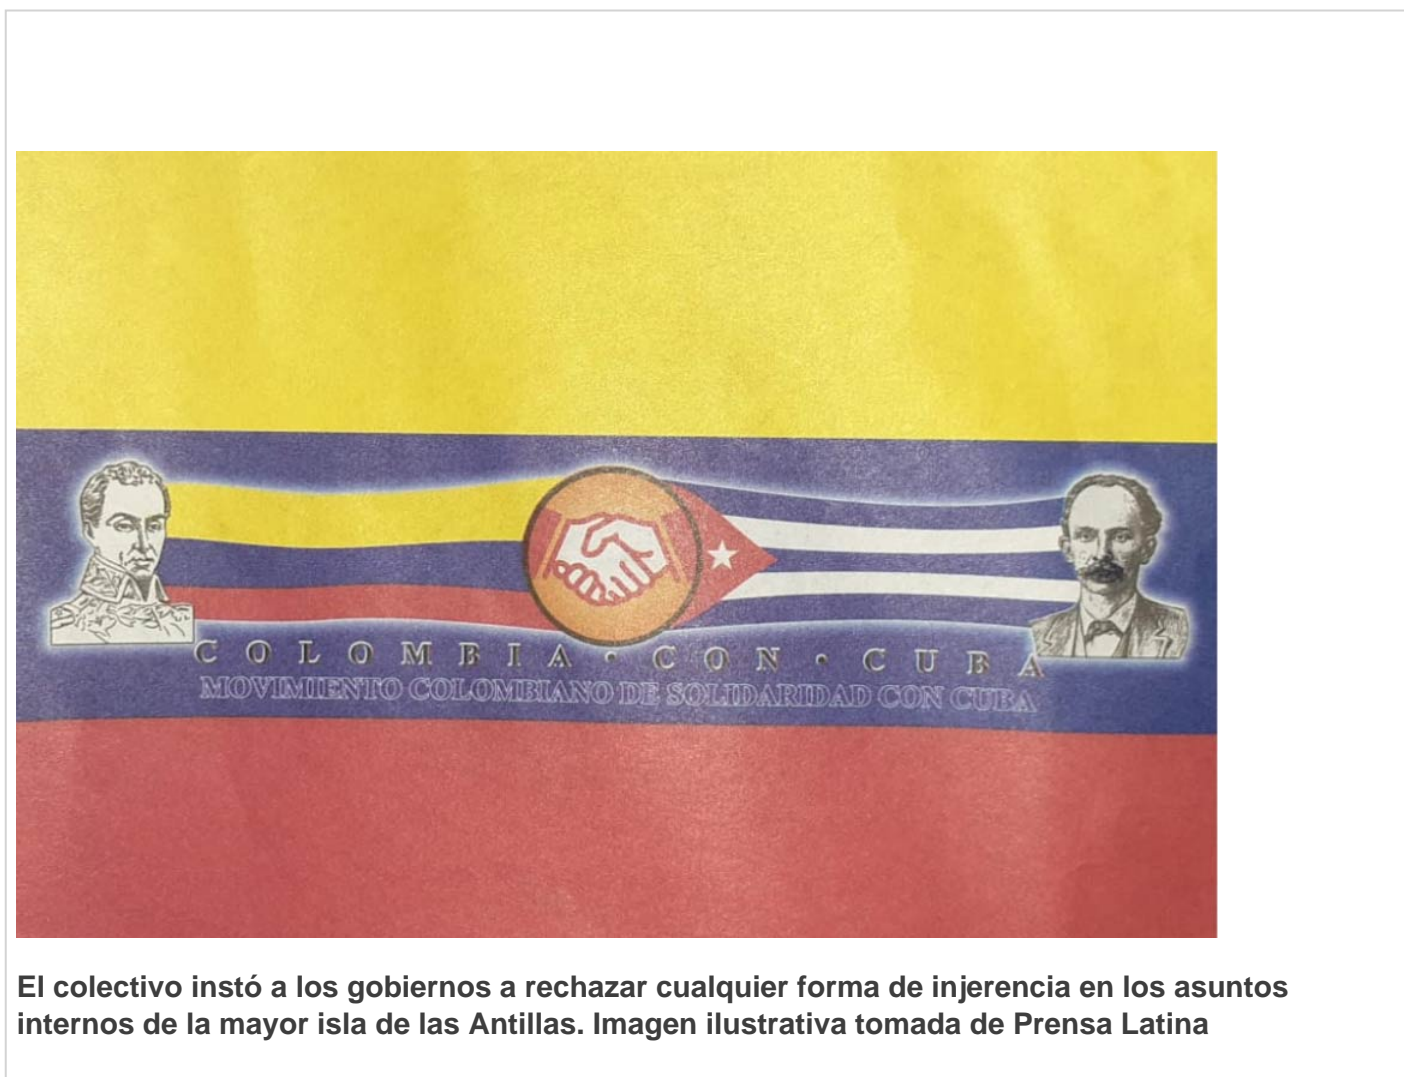 COLOMBIA • CON • CUBA
MOVIMIENTO COLOMBIANO DE SOLIDARIDAD CON CUBA
El colectivo instó a los gobiernos a rechazar cualquier forma de injerencia en los asuntos
internos de la mayor isla de las Antillas. Imagen ilustrativa tomada de Prensa Latina